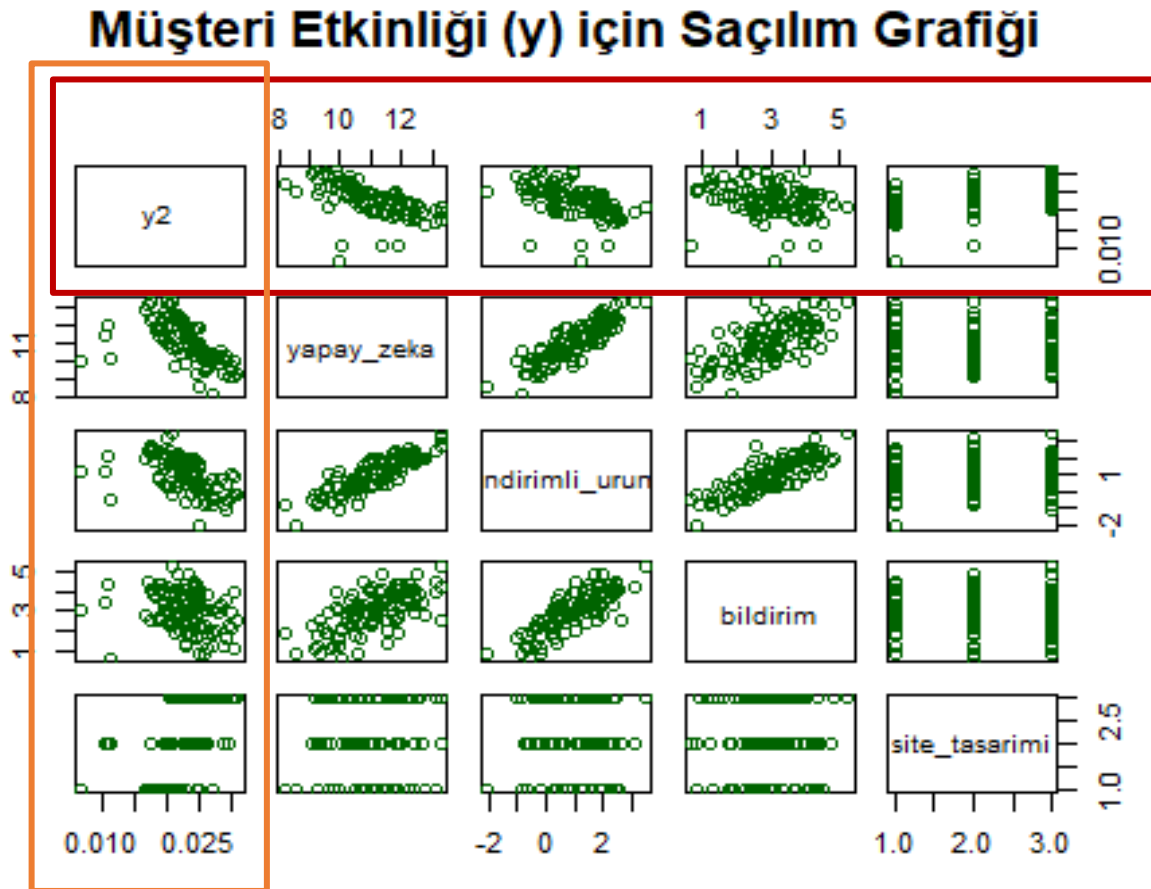 Müşteri Etkinliği (y) için Saçılım Grafiği
8 10 12 1 3 5
y2
0.010
8 11
yapay_zeka
ndirimli_urun
-2 1
1 3 5
bildirim
site_tasarimi
1.0 2.5
0.010 0.025 -2 0 2 1.0 2.0 3.0